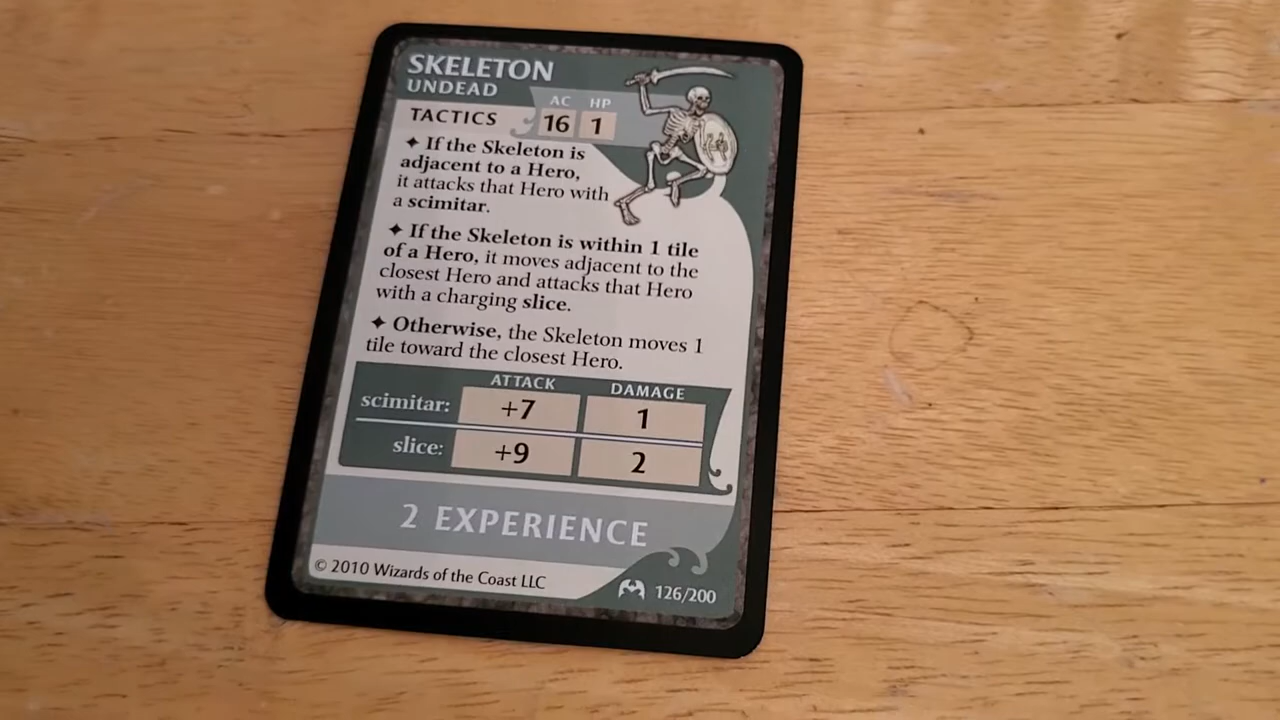 SKELETON
UNDEAD
AC HP
TACTICS 16 1
✦ If the Skeleton is
adjacent to a Hero,
it attacks that Hero with
a scimitar.
✦ If the Skeleton is within 1 tile
of a Hero, it moves adjacent to the
closest Hero and attacks that Hero
with a charging slice.
✦ Otherwise, the Skeleton moves 1
tile toward the closest Hero.
ATTACK DAMAGE
scimitar: +7 1
slice: +9 2
2 EXPERIENCE
© 2010 Wizards of the Coast LLC
126/200